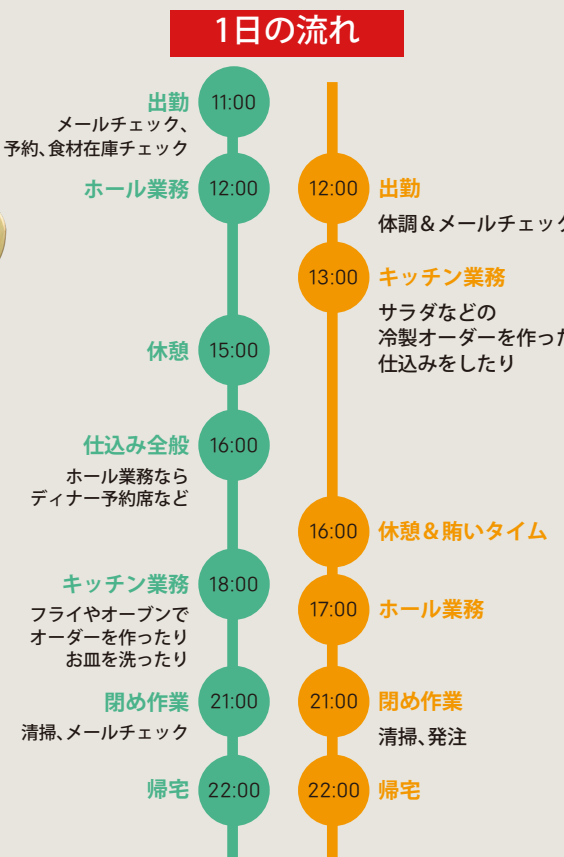 1日の流れ
11:00
出勤
メールチェック、
予約、食材在庫チェック
12:00
ホール業務
15:00
休憩
16:00
仕込み全般
ホール業務なら
ディナー予約席など
18:00
キッチン業務
フライやオーブンで
オーダーを作ったり
お皿を洗ったり
21:00
閉め作業
清掃、メールチェック
22:00
帰宅
12:00
出勤
体調&メールチェック
13:00
キッチン業務
サラダなどの
冷製オーダーを作った
仕込みをしたり
16:00
休憩&賄いタイム
17:00
ホール業務
21:00
閉め作業
清掃、発注
22:00
帰宅